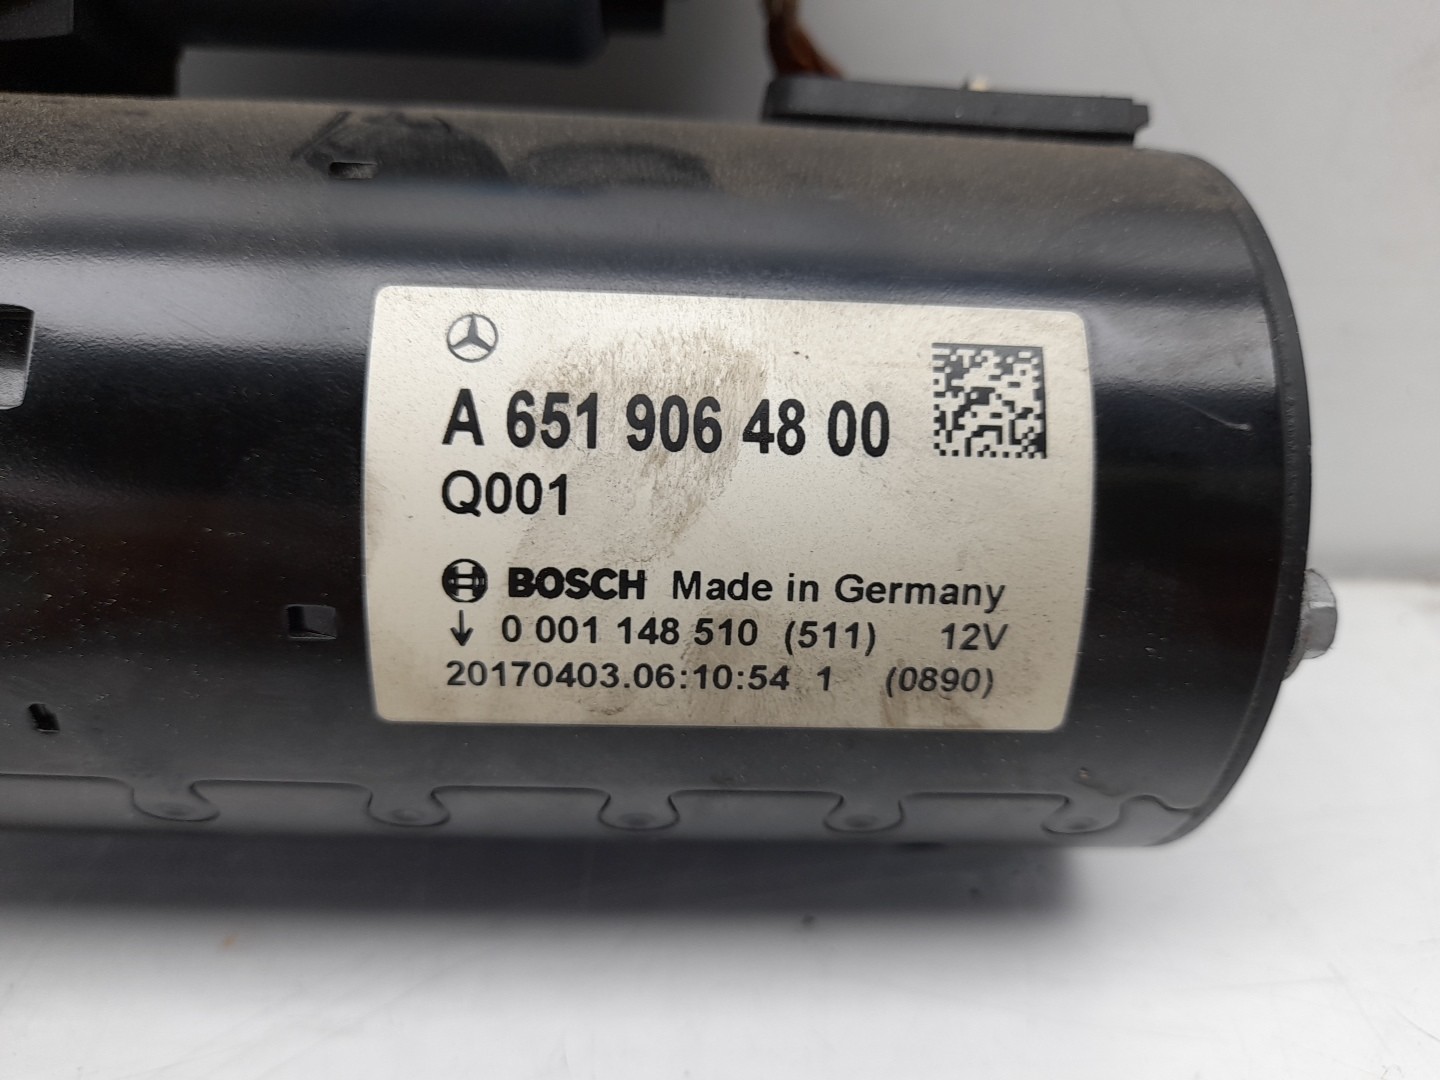 A 651 906 48 00
Q001
BOSCH Made in Germany
↓ 0 001 148 510 (511) 12V
20170403.06:10:54 1 (0890)